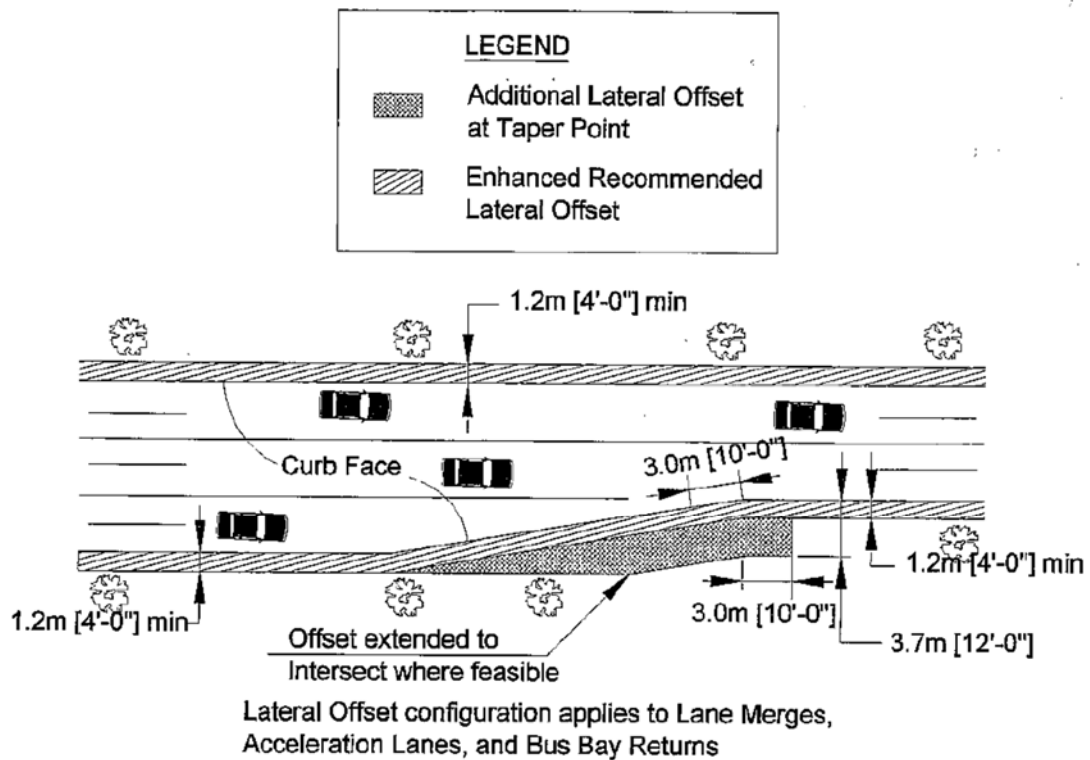 LEGEND
Additional Lateral Offset
at Taper Point
Enhanced Recommended
Lateral Offset
1.2m [4'-0"] min
3.0m [10'-0"]
Curb Face
1.2m [4'-0"] min
1.2m [4'-0"] min
3.0m [10'-0"]
3.7m [12'-0"]
Offset extended to
Intersect where feasible
Lateral Offset configuration applies to Lane Merges,
Acceleration Lanes, and Bus Bay Returns